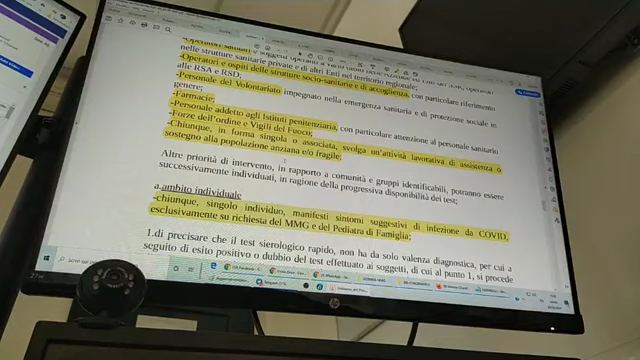 -Operatori sanitari
nelle strutture sanitarie private e di altri Enti nel territorio regionale;
-Operatori e ospiti delle strutture socio-sanitarie e di accoglienza, con particolare riferimento
alle RSA e RSD;
-Personale del Volontariato impegnato nella emergenza sanitaria e di protezione sociale in
genere;
-Farmacie;
-Personale addetto agli Istituti penitenziaria, con particolare attenzione al personale sanitario
-Forze dell'ordine e Vigili del Fuoco;
-Chiunque, in forma singola o associata, svolga un'attività lavorativa di assistenza o
sostegno alla popolazione anziana e/o fragile;
Altre priorità di intervento, in rapporto a comunità e gruppi identificabili, potranno essere
successivamente individuati, in ragione della progressiva disponibilità dei test;
a.ambito individuale
-chiunque, singolo individuo, manifesti sintomi suggestivi di infezione da COVID,
esclusivamente su richiesta del MMG e del Pediatra di Famiglia;
1.di precisare che il test sierologico rapido, non ha da solo valenza diagnostica, per cui a
seguito di esito positivo o dubbio del test effettuato ai soggetti, di cui al punto 1, si procede
hp